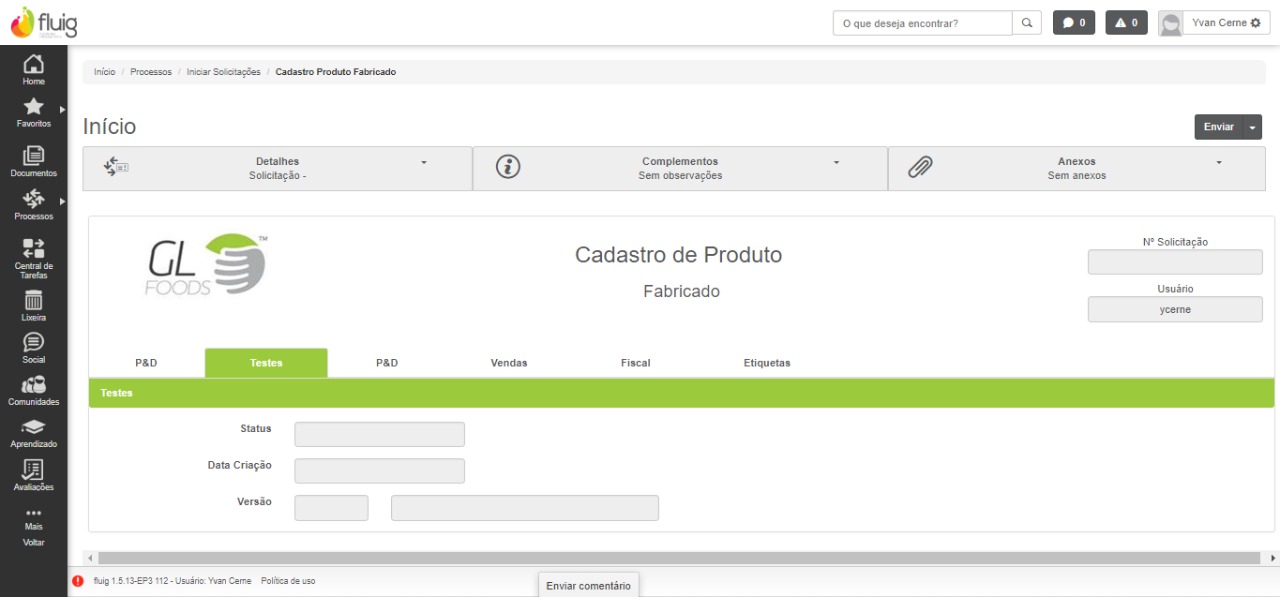 fluig
O que deseja encontrar?
0
0
Yvan Cerne
Home
Favoritos
Documentos
Processos
Central de
Tarefas
Lixeira
Social
Comunidades
Aprendizado
Avaliações
Mais
Voltar
Início / Processos / Iniciar Solicitações / Cadastro Produto Fabricado
Início
Enviar
Detalhes
Solicitação -
Complementos
Sem observações
Anexos
Sem anexos
GL
FOODS
TM
Cadastro de Produto
Fabricado
Nº Solicitação
Usuário
ycerne
P&D
Testes
P&D
Vendas
Fiscal
Etiquetas
Testes
Status
Data Criação
Versão
fluig 1.5.13-EP3 112 - Usuário: Yvan Cerne Política de uso
Enviar comentário